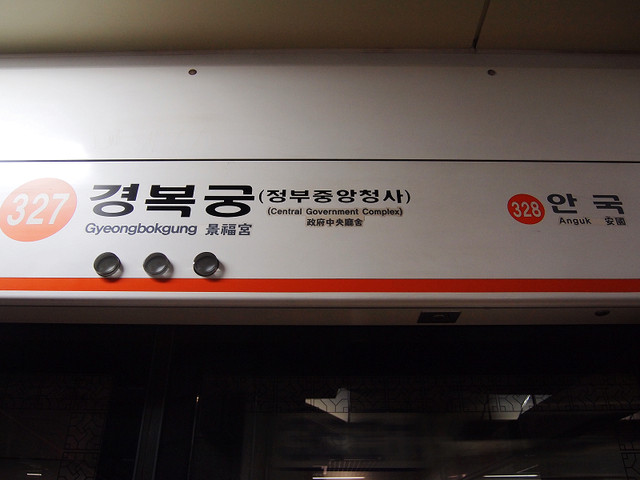 327
경복궁 (정부중앙청사)
(Central Government Complex)
Gyeongbokgung 景福宮 政府中央廳舍
328 안 국
Anguk 安國